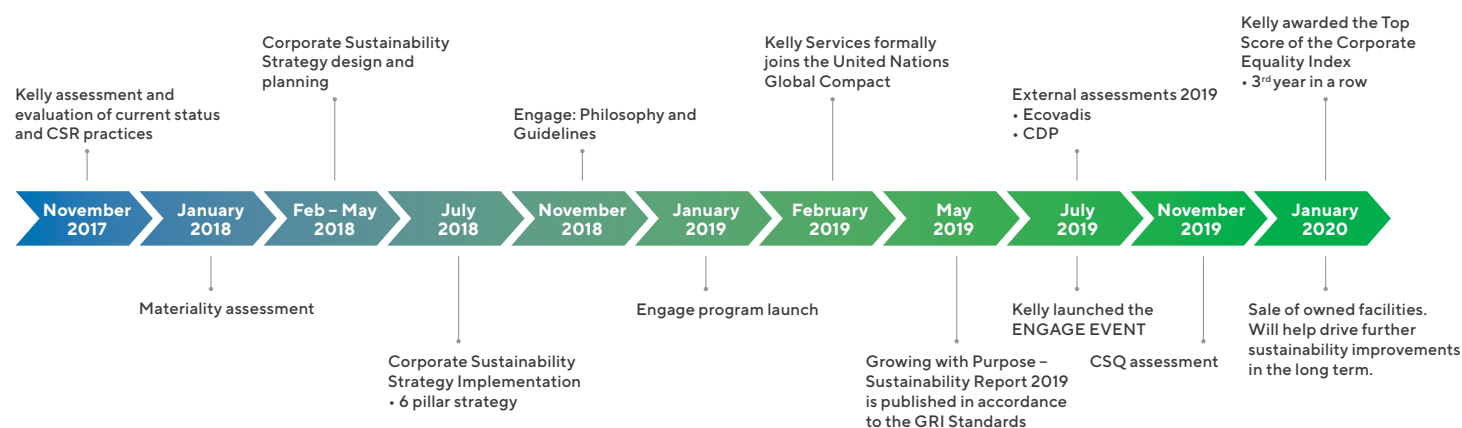 Kelly assessment and
evaluation of current status
and CSR practices
Corporate Sustainability
Strategy design and
planning
Engage: Philosophy and
Guidelines
Kelly Services formally
joins the United Nations
Global Compact
External assessments 2019
• Ecovadis
• CDP
Kelly awarded the Top
Score of the Corporate
Equality Index
• 3rd year in a row
November
2017
January
2018
Feb – May
2018
July
2018
November
2018
January
2019
February
2019
May
2019
July
2019
November
2019
January
2020
Materiality assessment
Corporate Sustainability
Strategy Implementation
• 6 pillar strategy
Engage program launch
Growing with Purpose –
Sustainability Report 2019
is published in accordance
to the GRI Standards
Kelly launched the
ENGAGE EVENT
CSQ assessment
Sale of owned facilities.
Will help drive further
sustainability improvements
in the long term.